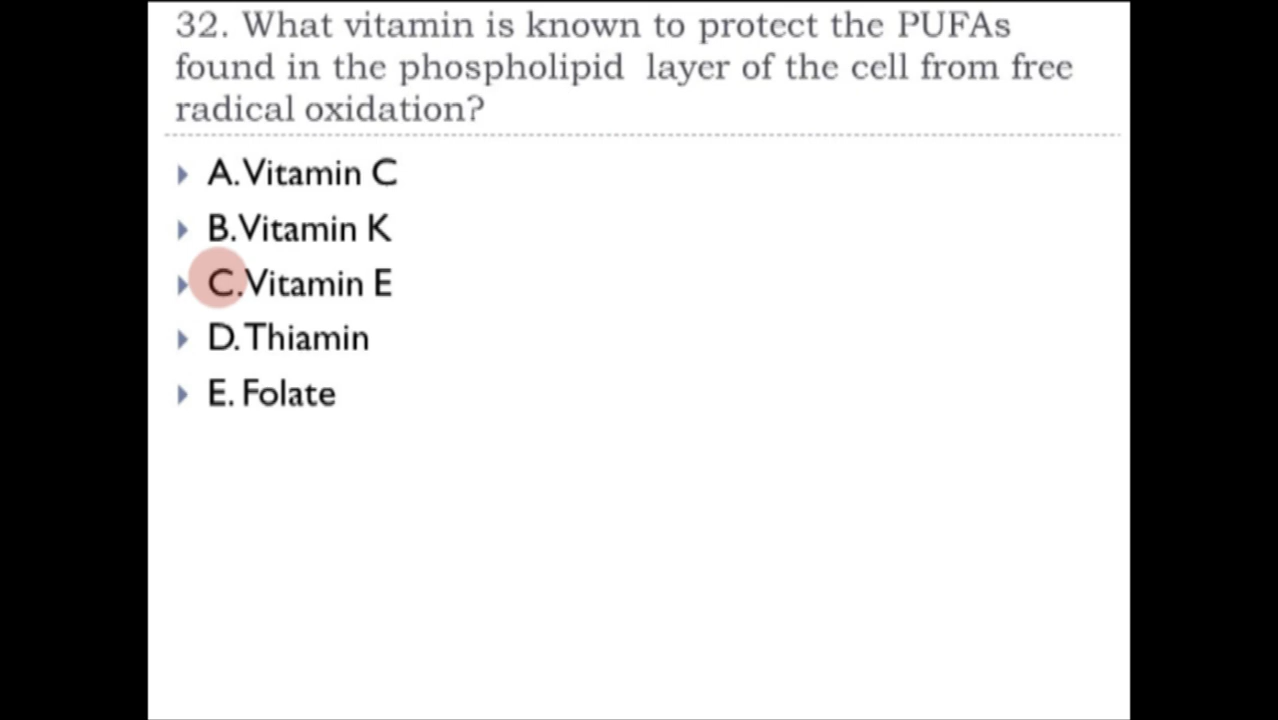 32. What vitamin is known to protect the PUFAs
found in the phospholipid layer of the cell from free
radical oxidation?
A. Vitamin C
B. Vitamin K
C. Vitamin E
D. Thiamin
E. Folate